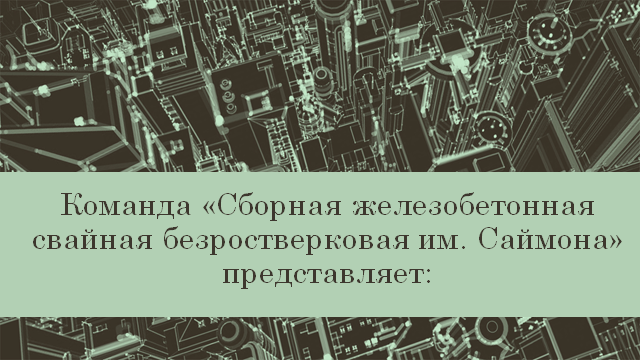 Команда «Сборная железобетонная
свайная безростверковая им. Саймона»
представляет: